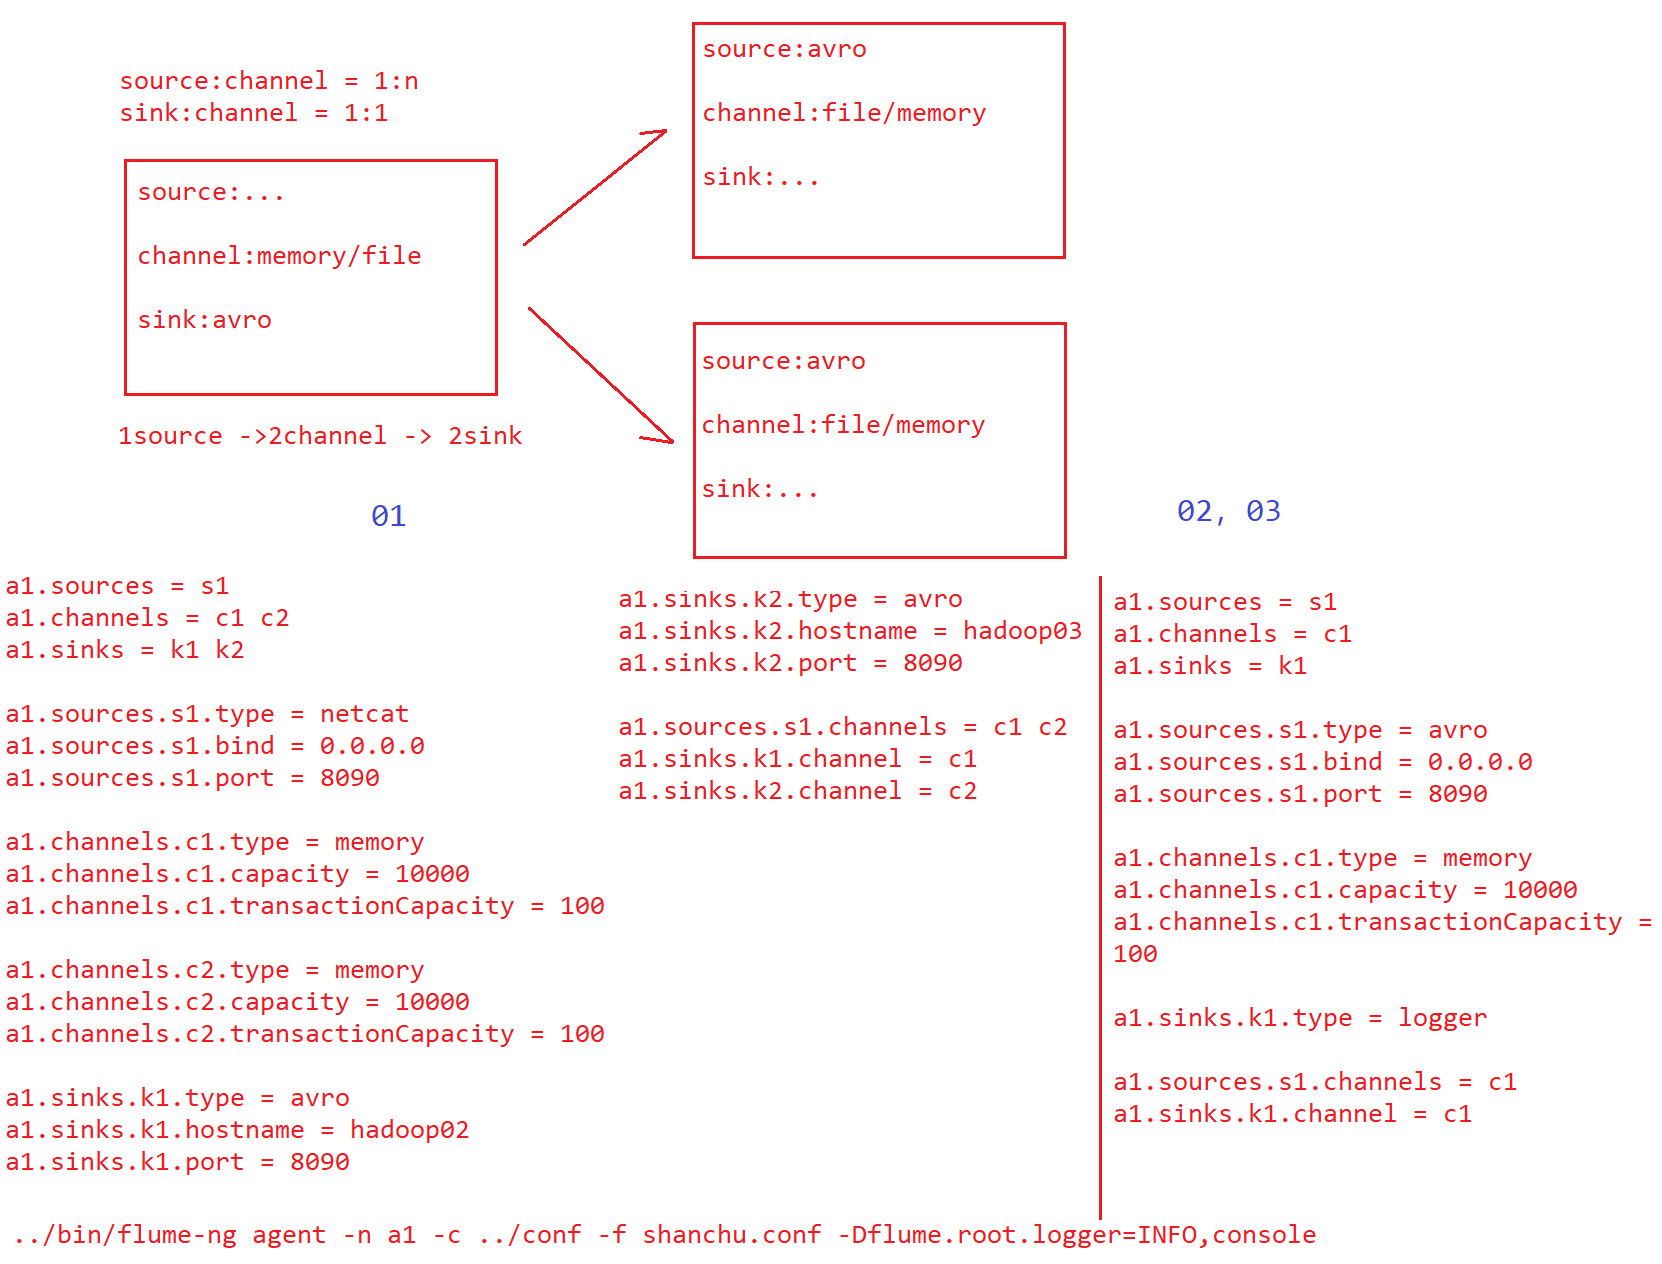 source:channel = 1:n
sink:channel = 1:1
source:...
channel:memory/file
sink:avro
1source ->2channel -> 2sink
source:avro
channel:file/memory
sink:...
source:avro
channel:file/memory
sink:...
01
a1.sources = s1
a1.channels = c1 c2
a1.sinks = k1 k2
a1.sources.s1.type = netcat
a1.sources.s1.bind = 0.0.0.0
a1.sources.s1.port = 8090
a1.channels.c1.type = memory
a1.channels.c1.capacity = 10000
a1.channels.c1.transactionCapacity = 100
a1.channels.c2.type = memory
a1.channels.c2.capacity = 10000
a1.channels.c2.transactionCapacity = 100
a1.sinks.k1.type = avro
a1.sinks.k1.hostname = hadoop02
a1.sinks.k1.port = 8090
a1.sinks.k2.type = avro
a1.sinks.k2.hostname = hadoop03
a1.sinks.k2.port = 8090
a1.sources.s1.channels = c1 c2
a1.sinks.k1.channel = c1
a1.sinks.k2.channel = c2
02, 03
a1.sources = s1
a1.channels = c1
a1.sinks = k1
a1.sources.s1.type = avro
a1.sources.s1.bind = 0.0.0.0
a1.sources.s1.port = 8090
a1.channels.c1.type = memory
a1.channels.c1.capacity = 10000
a1.channels.c1.transactionCapacity =
100
a1.sinks.k1.type = logger
a1.sources.s1.channels = c1
a1.sinks.k1.channel = c1
../bin/flume-ng agent -n a1 -c ../conf -f shanchu.conf -Dflume.root.logger=INFO,console